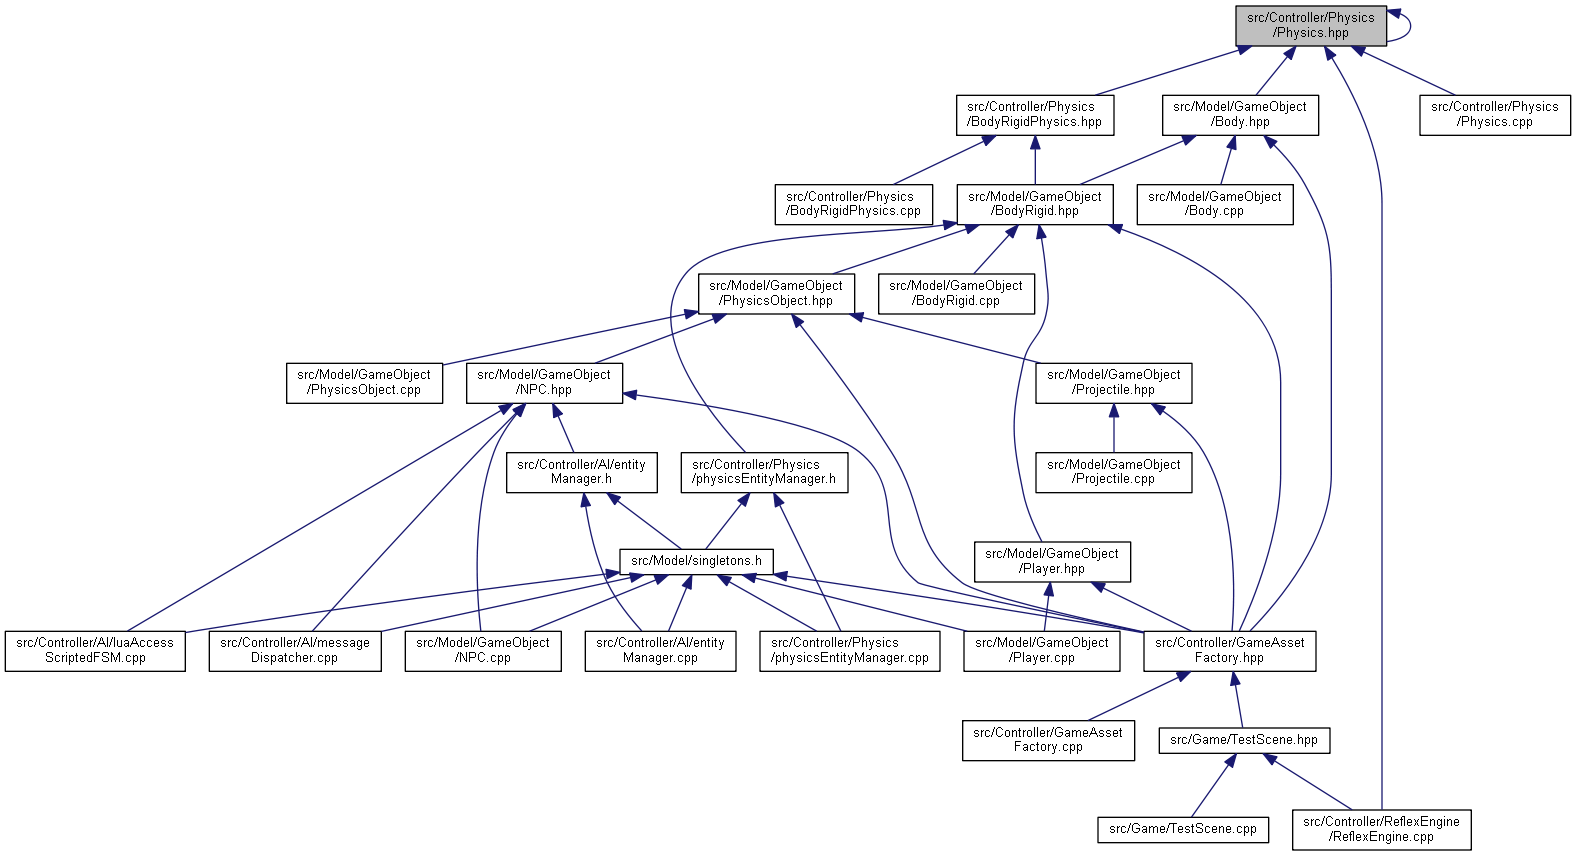 src/Controller/Physics
/Physics.hpp
src/Controller/Physics
/BodyRigidPhysics.hpp
src/Model/GameObject
/Body.hpp
src/Controller/Physics
/Physics.cpp
src/Controller/Physics
/BodyRigidPhysics.cpp
src/Model/GameObject
/BodyRigid.hpp
src/Model/GameObject
/Body.cpp
src/Model/GameObject
/PhysicsObject.hpp
src/Model/GameObject
/BodyRigid.cpp
src/Model/GameObject
/PhysicsObject.cpp
src/Model/GameObject
/NPC.hpp
src/Model/GameObject
/Projectile.hpp
src/Controller/AI/entity
Manager.h
src/Controller/Physics
/physicsEntityManager.h
src/Model/GameObject
/Projectile.cpp
src/Model/singletons.h
src/Model/GameObject
/Player.hpp
src/Controller/AI/luaAccess
ScriptedFSM.cpp
src/Controller/AI/message
Dispatcher.cpp
src/Model/GameObject
/NPC.cpp
src/Controller/AI/entity
Manager.cpp
src/Controller/Physics
/physicsEntityManager.cpp
src/Model/GameObject
/Player.cpp
src/Controller/GameAsset
Factory.hpp
src/Controller/GameAsset
Factory.cpp
src/Game/TestScene.hpp
src/Game/TestScene.cpp
src/Controller/ReflexEngine
/ReflexEngine.cpp